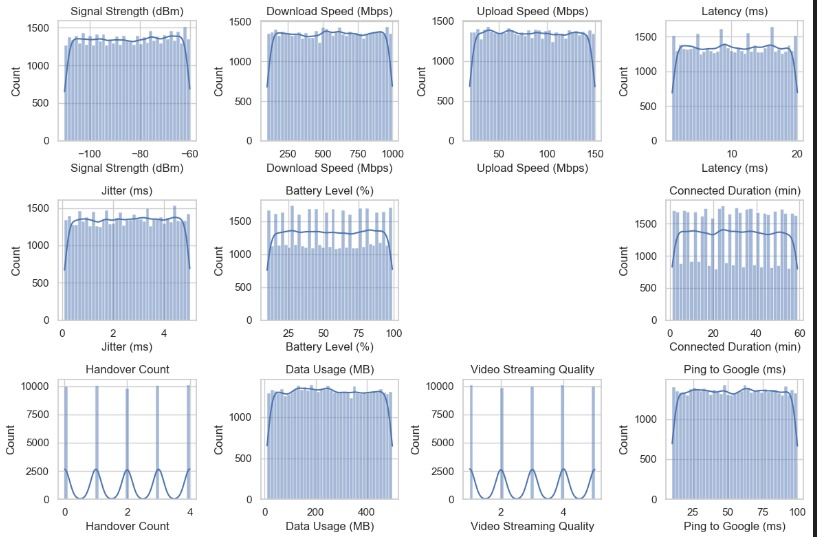 Signal Strength (dBm)
Download Speed (Mbps)
Upload Speed (Mbps)
Latency (ms)
Count
1500
1000
500
0
−100
−80
−60
Signal Strength (dBm)
Count
1500
1000
500
0
250
500
750
1000
Download Speed (Mbps)
Count
1500
1000
500
0
50
100
150
Upload Speed (Mbps)
Count
1500
1000
500
0
10
20
Latency (ms)
Jitter (ms)
Battery Level (%)
Connected Duration (min)
Count
1500
1000
500
0
0
2
4
Jitter (ms)
Count
1500
1000
500
0
25
50
75
100
Battery Level (%)
Count
1500
1000
500
0
0
20
40
60
Connected Duration (min)
Handover Count
Data Usage (MB)
Video Streaming Quality
Ping to Google (ms)
Count
10000
7500
5000
2500
0
0
2
4
Handover Count
Count
1000
500
0
0
200
400
Data Usage (MB)
Count
10000
7500
5000
2500
0
2
4
Video Streaming Quality
Count
1000
500
0
25
50
75
100
Ping to Google (ms)